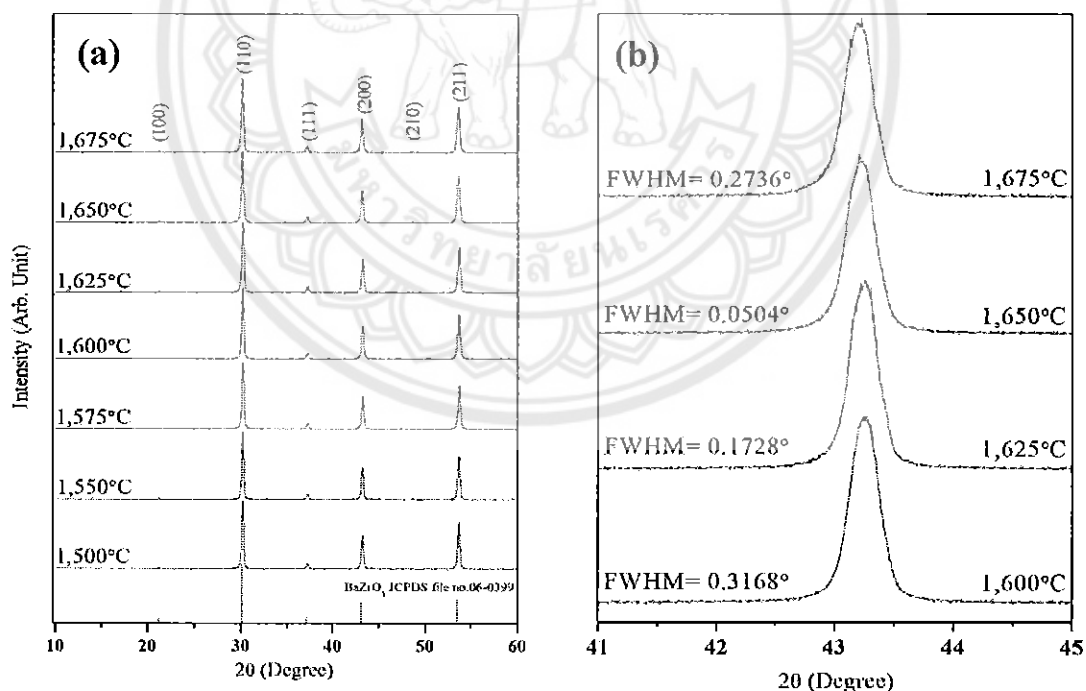 (a)
(100)
(110)
(111)
(200)
(210)
(211)
1,675°C
1,650°C
1,625°C
1,600°C
1,575°C
1,550°C
1,500°C
BaZrO₃ JCPDS file no.06-0399
Intensity (Arb. Unit)
10 20 30 40 50 60
2θ (Degree)
(b)
FWHM= 0.2736° 1,675°C
FWHM= 0.0504° 1,650°C
FWHM= 0.1728° 1,625°C
FWHM= 0.3168° 1,600°C
41 42 43 44 45
2θ (Degree)